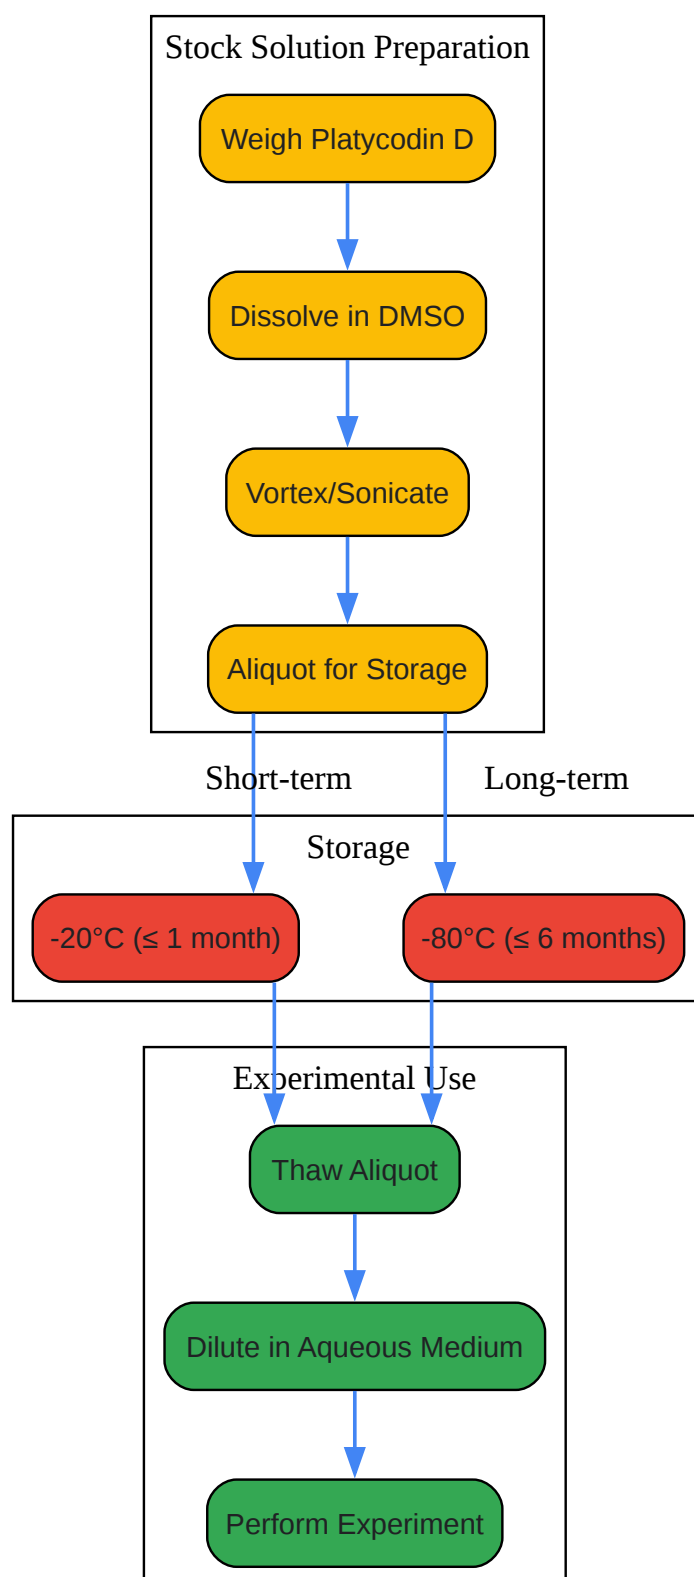 Stock Solution Preparation
Weigh Platycodin D
Dissolve in DMSO
Vortex/Sonicate
Aliquot for Storage
Short-term
Long-term
Storage
-20°C (≤ 1 month)
-80°C (≤ 6 months)
Experimental Use
Thaw Aliquot
Dilute in Aqueous Medium
Perform Experiment